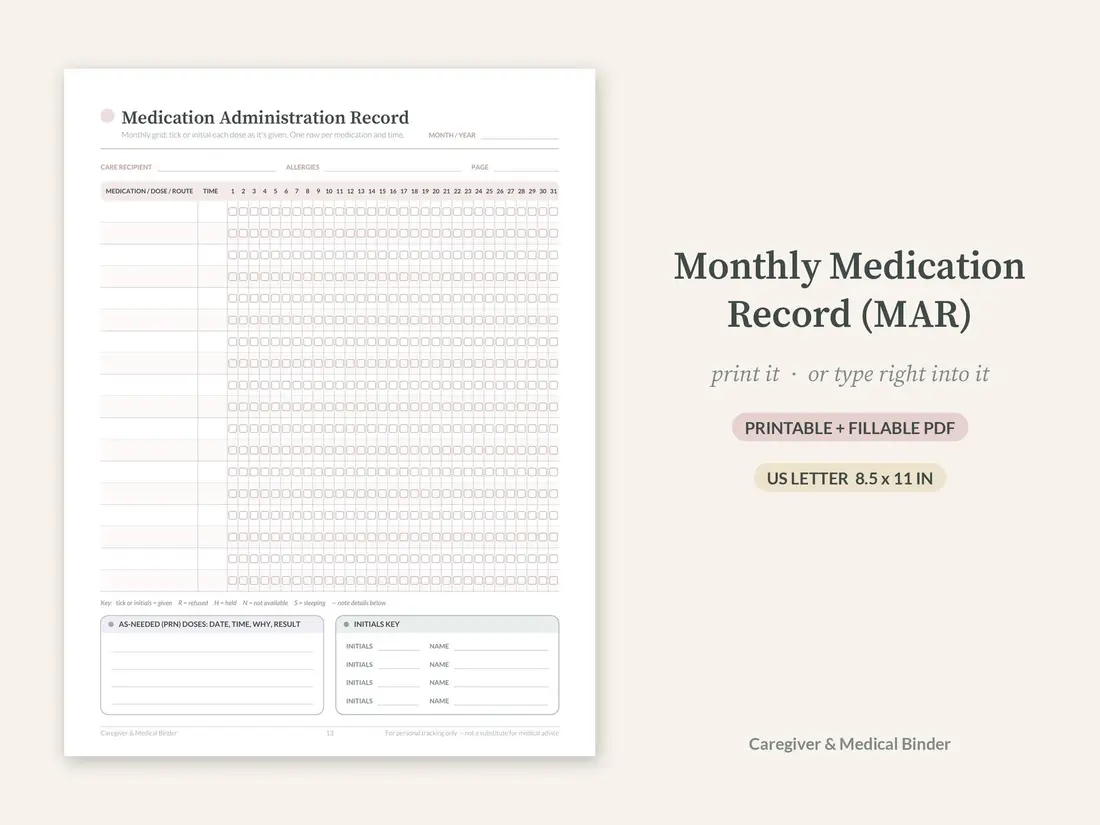 Medication Administration Record
Monthly grid: tick or initial each dose as it's given. One row per medication and time.
MONTH / YEAR
CARE RECIPIENT
ALLERGIES
PAGE
MEDICATION / DOSE / ROUTE TIME 1 2 3 4 5 6 7 8 9 10 11 12 13 14 15 16 17 18 19 20 21 22 23 24 25 26 27 28 29 30 31
Key: tick or initials = given R = refused H = held N = not available S = sleeping — note details below
AS-NEEDED (PRN) DOSES: DATE, TIME, WHY, RESULT
INITIALS KEY
INITIALS NAME
INITIALS NAME
INITIALS NAME
INITIALS NAME
Caregiver & Medical Binder 13 For personal tracking only — not a substitute for medical advice
Monthly Medication
Record (MAR)
print it · or type right into it
PRINTABLE + FILLABLE PDF
US LETTER 8.5 x 11 IN
Caregiver & Medical Binder